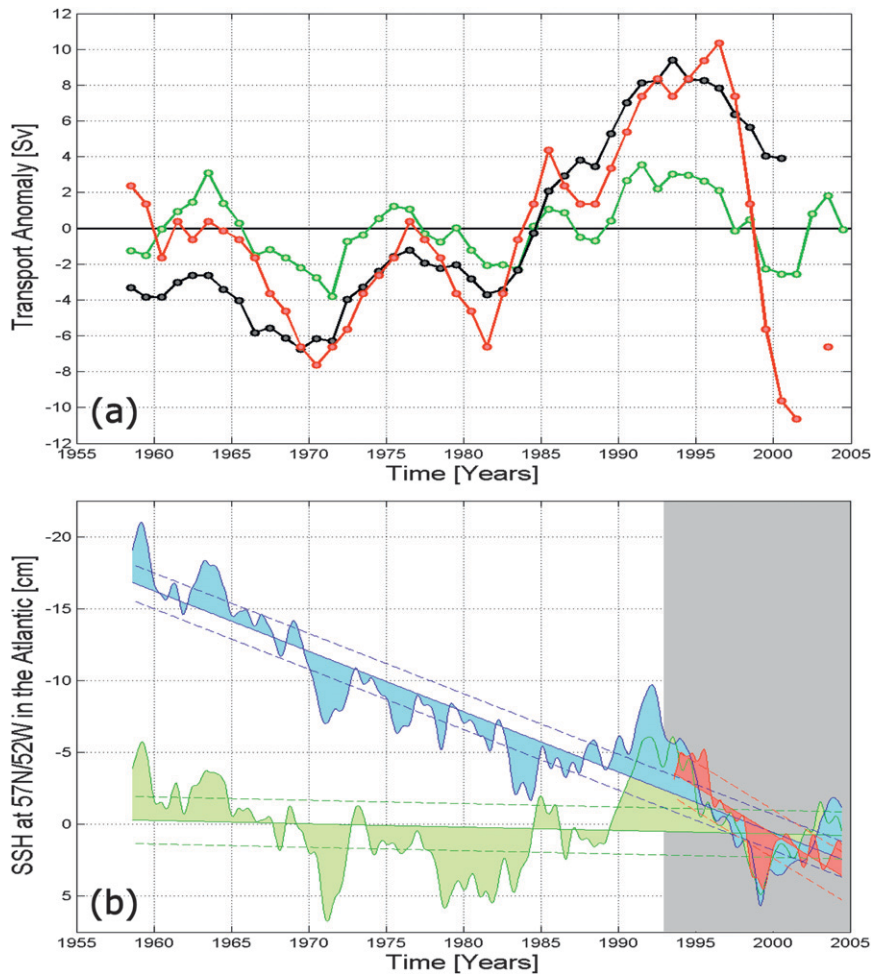 12
10
8
6
4
2
0
-2
-4
-6
-8
-10
-12
Transport Anomaly [Sv]
(a)
1955 1960 1965 1970 1975 1980 1985 1990 1995 2000 2005
Time [Years]
-20
-15
-10
-5
0
5
SSH at 57N/52W in the Atlantic [cm]
(b)
1955 1960 1965 1970 1975 1980 1985 1990 1995 2000 2005
Time [Years]